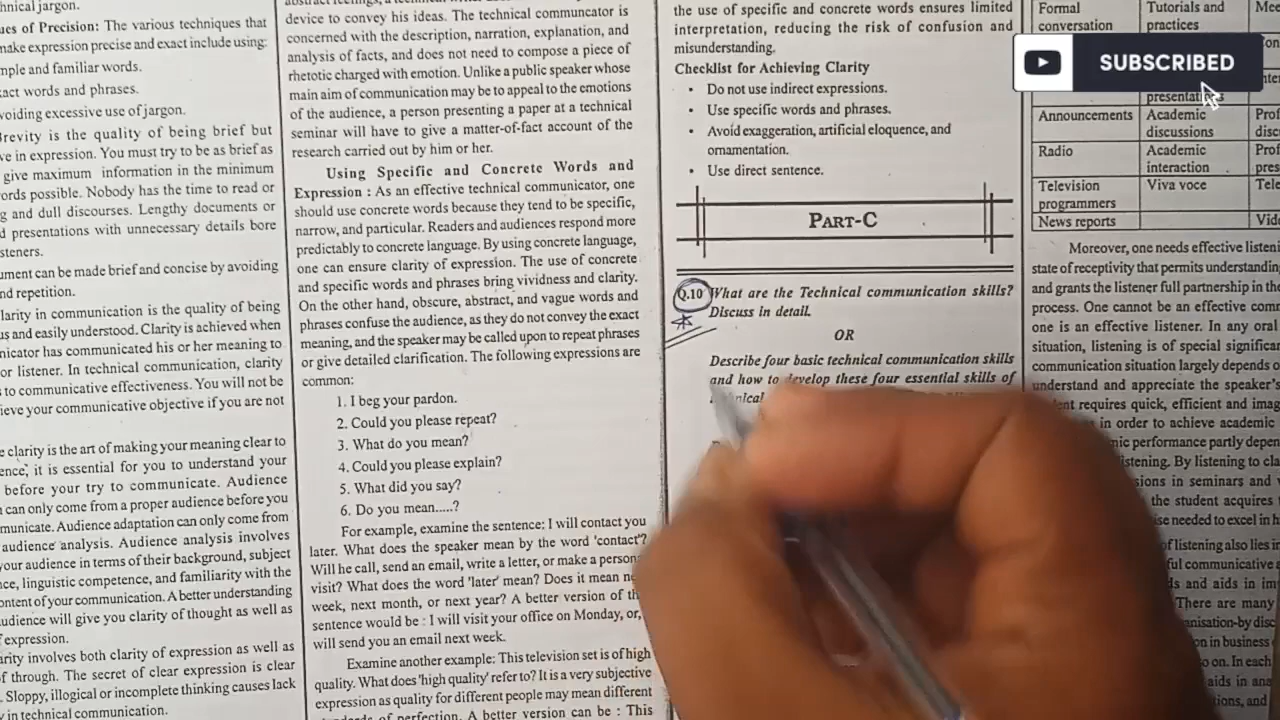 hnical jargon.
ues of Precision: The various techniques that
make expression precise and exact include using:
mple and familiar words.
xact words and phrases.
voiding excessive use of jargon.
Brevity is the quality of being brief but
ve in expression. You must try to be as brief as
give maximum information in the minimum
ords possible. Nobody has the time to read or
g and dull discourses. Lengthy documents or
d presentations with unnecessary details bore
steners.
ument can be made brief and concise by avoiding
nd repetition.
larity in communication is the quality of being
us and easily understood. Clarity is achieved when
nicator has communicated his or her meaning to
or listener. In technical communication, clarity
s to communicative effectiveness. You will not be
ieve your communicative objective if you are not
e clarity is the art of making your meaning clear to
ence, it is essential for you to understand your
before your try to communicate. Audience
can only come from a proper audience before you
municate. Audience adaptation can only come from
audience analysis. Audience analysis involves
your audience in terms of their background, subject
ce, linguistic competence, and familiarity with the
ontent of your communication. A better understanding
udience will give you clarity of thought as well as
f expression.
arity involves both clarity of expression as well as
f through. The secret of clear expression is clear
Sloppy, illogical or incomplete thinking causes lack
y in technical communication.
device to convey his ideas. The technical communcator is
concerned with the description, narration, explanation, and
analysis of facts, and does not need to compose a piece of
rhetotic charged with emotion. Unlike a public speaker whose
main aim of communication may be to appeal to the emotions
of the audience, a person presenting a paper at a technical
seminar will have to give a matter-of-fact account of the
research carried out by him or her.
Using Specific and Concrete Words and
Expression : As an effective technical communicator, one
should use concrete words because they tend to be specific,
narrow, and particular. Readers and audiences respond more
predictably to concrete language. By using concrete language,
one can ensure clarity of expression. The use of concrete
and specific words and phrases bring vividness and clarity.
On the other hand, obscure, abstract, and vague words and
phrases confuse the audience, as they do not convey the exact
meaning, and the speaker may be called upon to repeat phrases
or give detailed clarification. The following expressions are
common:
1. I beg your pardon.
2. Could you please repeat?
3. What do you mean?
4. Could you please explain?
5. What did you say?
6. Do you mean.....?
For example, examine the sentence: I will contact you
later. What does the speaker mean by the word 'contact'?
Will he call, send an email, write a letter, or make a person
visit? What does the word 'later' mean? Does it mean ne
week, next month, or next year? A better version of th
sentence would be : I will visit your office on Monday, or,
will send you an email next week.
Examine another example: This television set is of high
quality. What does 'high quality' refer to? It is a very subjective
expression as quality for different people may mean different
of perfection. A better version can be : This
the use of specific and concrete words ensures limited
interpretation, reducing the risk of confusion and
misunderstanding.
Checklist for Achieving Clarity
• Do not use indirect expressions.
• Use specific words and phrases.
• Avoid exaggeration, artificial eloquence, and
ornamentation.
• Use direct sentence.
PART-C
Q.10 What are the Technical communication skills?
Discuss in detail.
OR
Describe four basic technical communication skills
and how to develop these four essential skills of
Formal conversation Tutorials and practices Mee
SUBSCRIBED
presentations
Announcements Academic discussions Prof disc
Radio Academic interaction Prof pres
Television programmers Viva voce Tele
News reports Vide
Moreover, one needs effective listeni
state of receptivity that permits understandin
and grants the listener full partnership in the
process. One cannot be an effective com
one is an effective listener. In any oral
situation, listening is of special significan
communication situation largely depends o
understand and appreciate the speaker's
ent requires quick, efficient and imag
in order to achieve academic
ic performance partly depen
istening. By listening to cla
sions in seminars and
the student acquires
ise needed to excel in h
of listening also lies in
ful communicative
ds and aids in im
There are many
anisation-by disc
on in business
so on. In each
aids in ana
tions, and